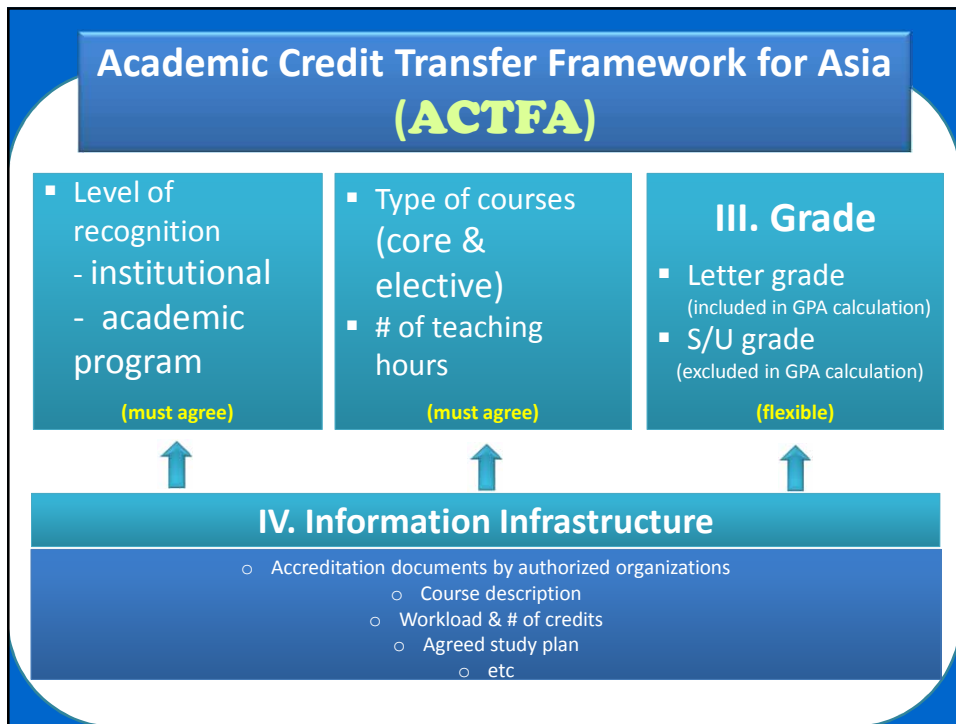 Academic Credit Transfer Framework for Asia
(ACTFA)
▪ Level of
recognition
- institutional
- academic
program
(must agree)
▪ Type of courses
(core &
elective)
▪ # of teaching
hours
(must agree)
III. Grade
▪ Letter grade
(included in GPA calculation)
▪ S/U grade
(excluded in GPA calculation)
(flexible)
IV. Information Infrastructure
o Accreditation documents by authorized organizations
o Course description
o Workload & # of credits
o Agreed study plan
o etc